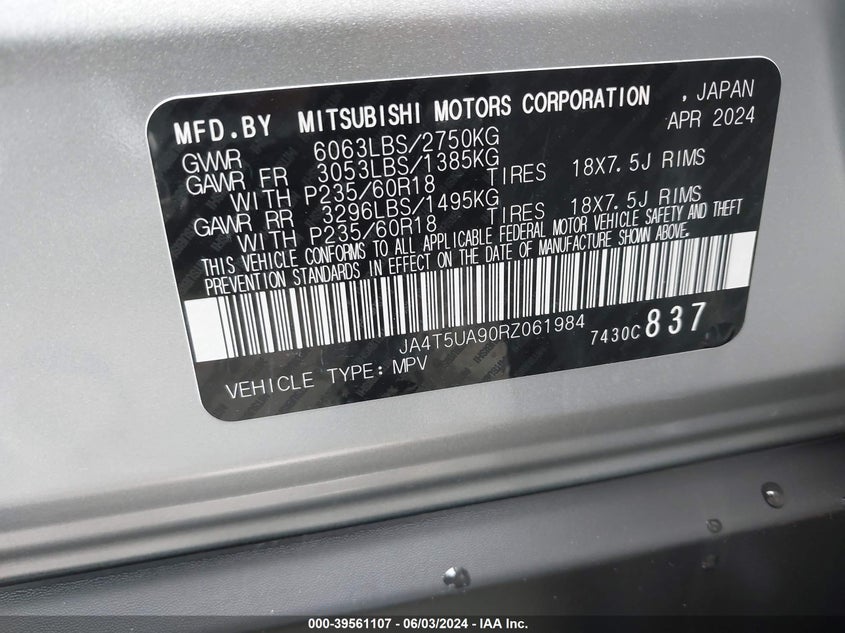 MFD.BY MITSUBISHI MOTORS CORPORATION , JAPAN
APR 2024
GVWR 6063LBS/2750KG
GAWR FR 3053LBS/1385KG
WITH P235/60R18 TIRES 18X7.5J RIMS
GAWR RR 3296LBS/1495KG
WITH P235/60R18 TIRES 18X7.5J RIMS
THIS VEHICLE CONFORMS TO ALL APPLICABLE FEDERAL MOTOR VEHICLE SAFETY AND THEFT
PREVENTION STANDARDS IN EFFECT ON THE DATE OF MANUFACTURE SHOWN ABOVE.
JA4T5UA90RZ061984 7430C 837
VEHICLE TYPE: MPV
000-39561107 - 06/03/2024 - IAA Inc.